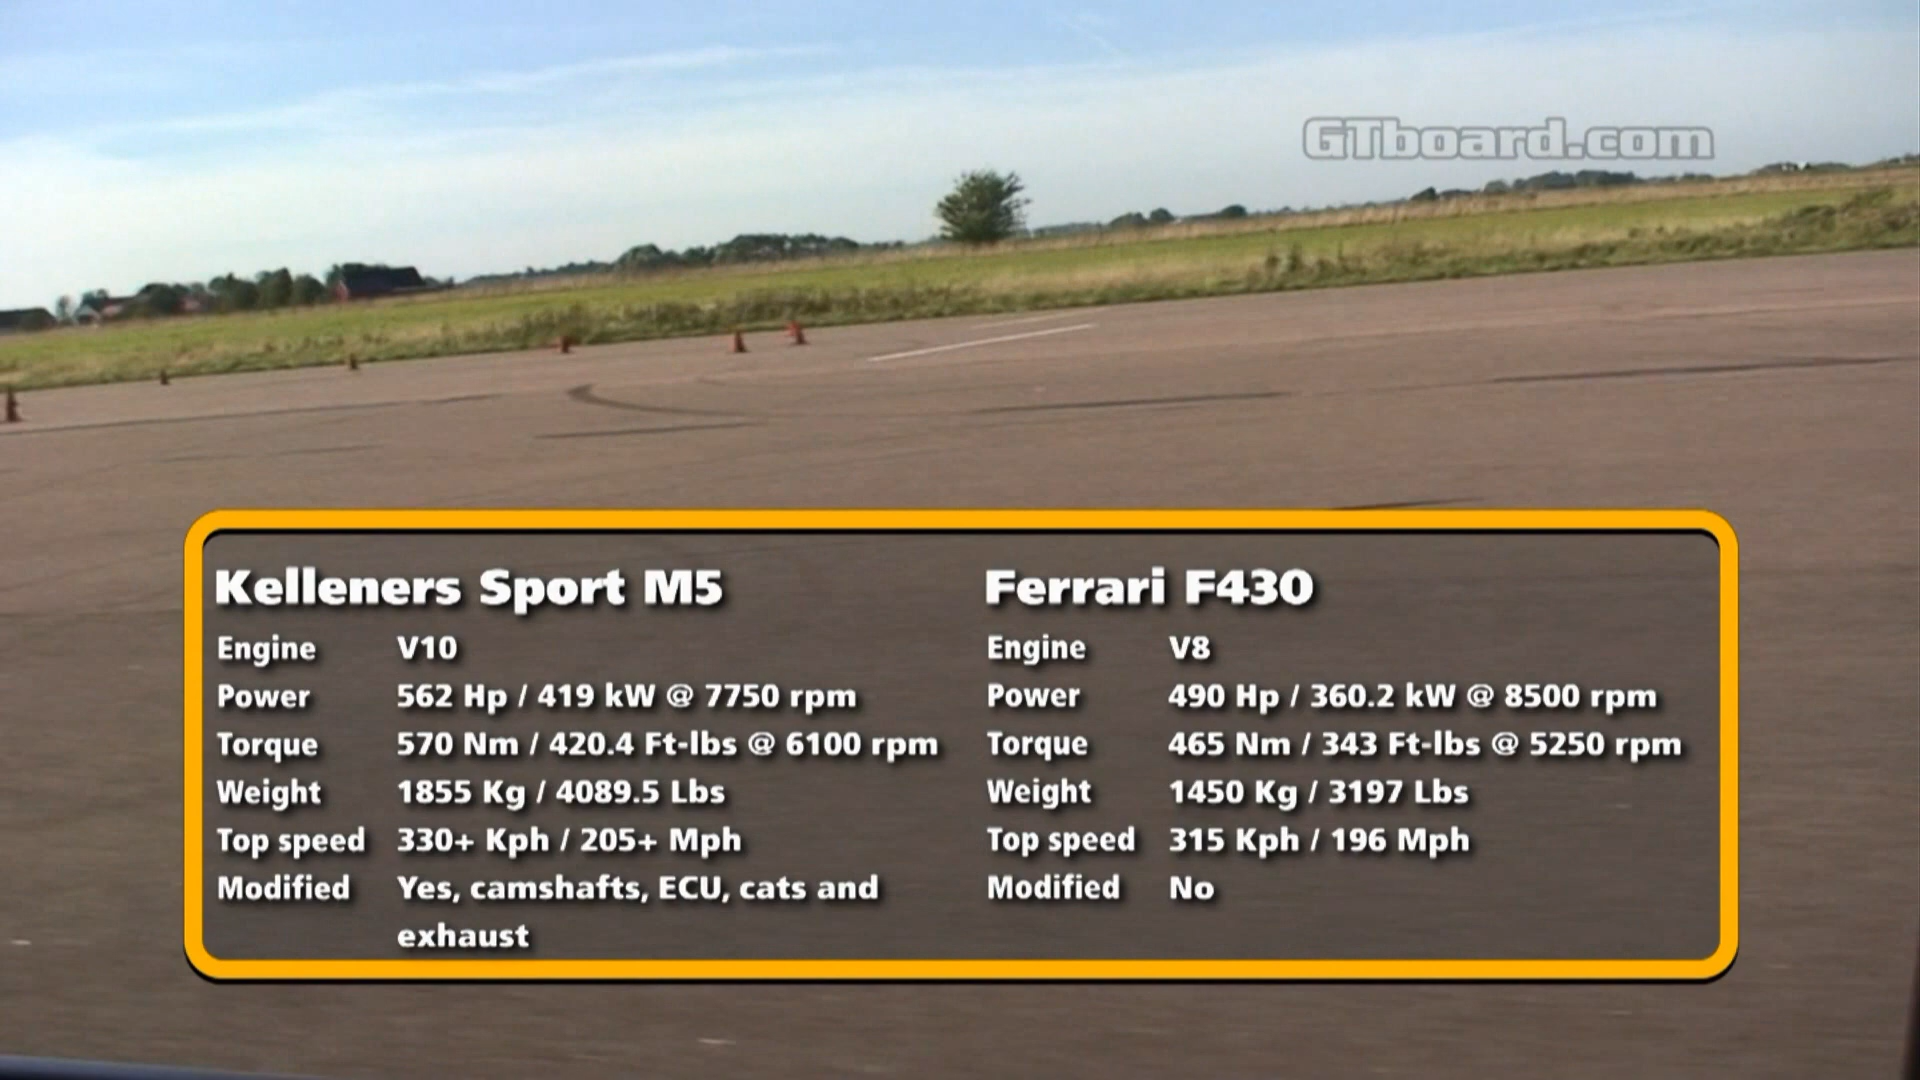 GTboard.com
Kelleners Sport M5
Engine V10
Power 562 Hp / 419 kW @ 7750 rpm
Torque 570 Nm / 420.4 Ft-lbs @ 6100 rpm
Weight 1855 Kg / 4089.5 Lbs
Top speed 330+ Kph / 205+ Mph
Modified Yes, camshafts, ECU, cats and
exhaust
Ferrari F430
Engine V8
Power 490 Hp / 360.2 kW @ 8500 rpm
Torque 465 Nm / 343 Ft-lbs @ 5250 rpm
Weight 1450 Kg / 3197 Lbs
Top speed 315 Kph / 196 Mph
Modified No